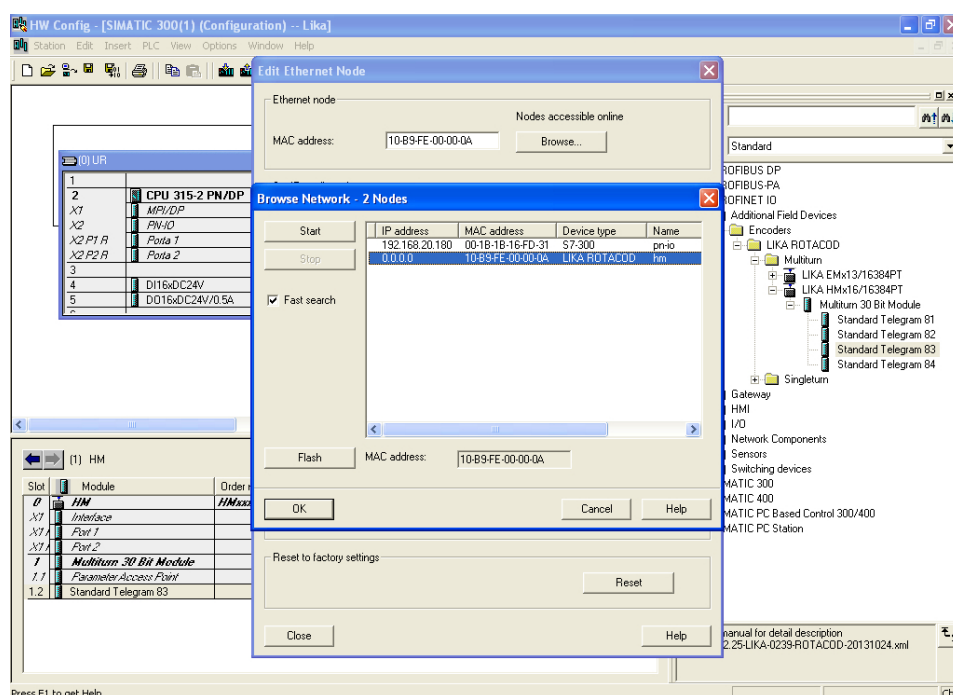 HW Config - [SIMATIC 300(1) (Configuration) -- Lika]
Station Edit Insert PLC View Options Window Help
Edit Ethernet Node
Ethernet node
Nodes accessible online
MAC address: 10-B9-FE-00-00-0A Browse...
Browse Network - 2 Nodes
Start
Stop
Fast search
IP address MAC address Device type Name
192.168.20.180 00-1B-1B-16-FD-31 S7-300 pn-io
0.0.0.0 10-B9-FE-00-00-0A LIKA ROTACOD hm
Flash MAC address: 10-B9-FE-00-00-0A
OK Cancel Help
Reset to factory settings
Reset
Close Help
(0) UR
1
2 CPU 315-2 PN/DP
X1 MPI/DP
X2 PN-IO
X2 P1 R Porta 1
X2 P2 R Porta 2
3
4 DI16xDC24V
5 DO16xDC24V/0.5A
(1) HM
Slot Module Order
0 HM HMxxx
X1 Interface
X1 Port 1
X1 Port 2
1 Multiturn 30 Bit Module
1.1 Parameter Access Point
1.2 Standard Telegram 83
Standard
ROFIBUS DP
ROFIBUS-PA
ROFINET IO
Additional Field Devices
Encoders
LIKA ROTACOD
Multiturn
LIKA EMx13/16384PT
LIKA HMx16/16384PT
Multiturn 30 Bit Module
Standard Telegram 81
Standard Telegram 82
Standard Telegram 83
Standard Telegram 84
Singleturn
Gateway
HMI
I/O
Network Components
Sensors
Switching devices
MATIC 300
MATIC 400
MATIC PC Based Control 300/400
MATIC PC Station
manual for detail description
2.25-LIKA-0239-ROTACOD-20131024.xml
Press F1 to get Help.
Ch